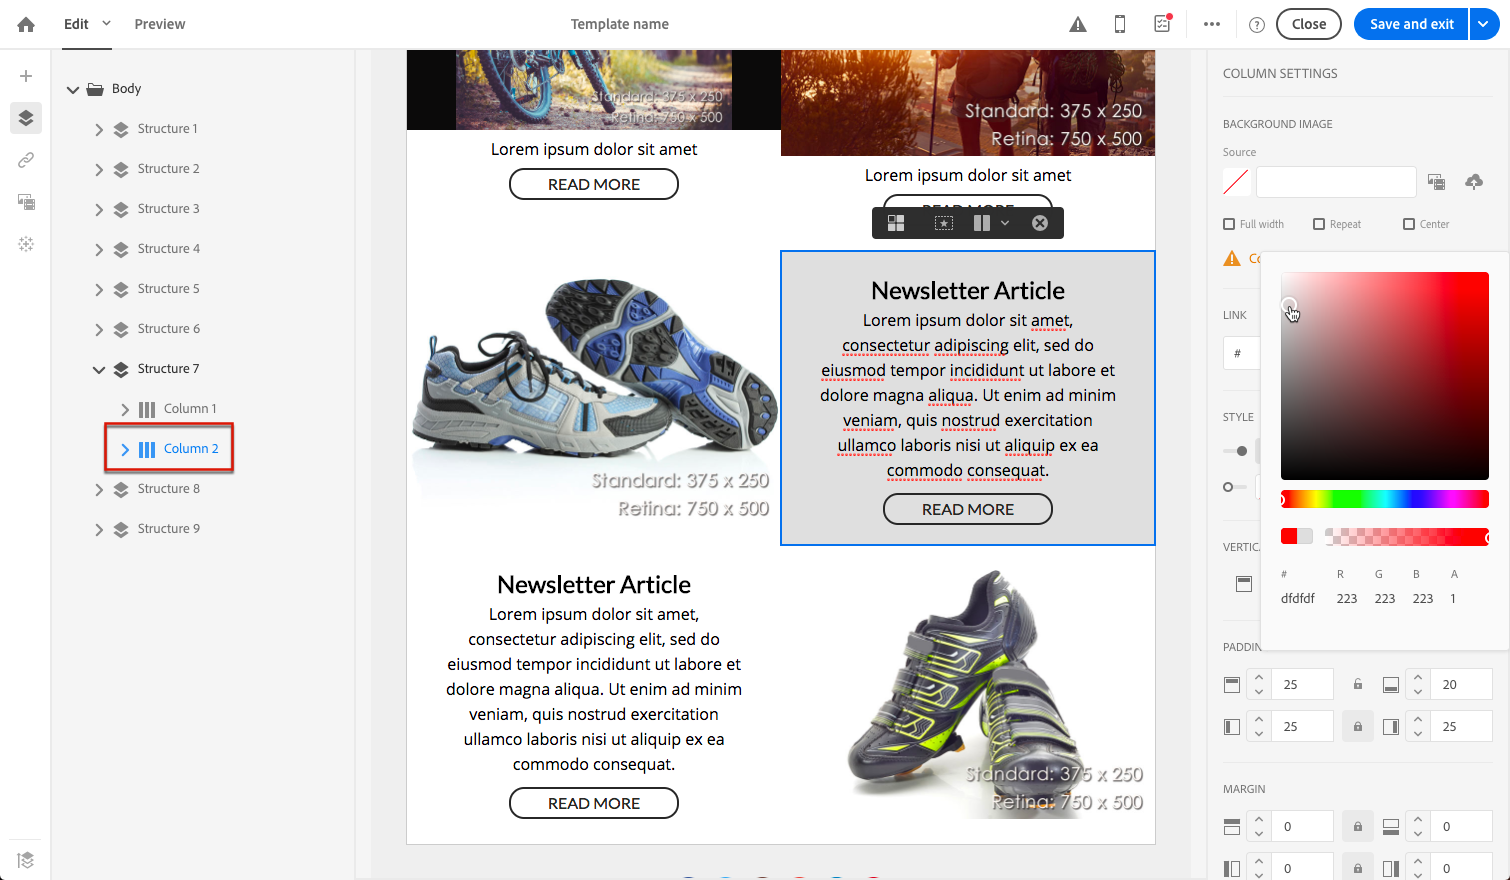 Edit
Preview
Template name
Close
Save and exit
Body
Structure 1
Structure 2
Structure 3
Structure 4
Structure 5
Structure 6
Structure 7
Column 1
Column 2
Structure 8
Structure 9
Standard: 375 x 250
Retina: 750 x 500
Lorem ipsum dolor sit amet
READ MORE
Standard: 375 x 250
Retina: 750 x 500
Lorem ipsum dolor sit amet
READ MORE
Standard: 375 x 250
Retina: 750 x 500
Newsletter Article
Lorem ipsum dolor sit amet,
consectetur adipiscing elit, sed do
eiusmod tempor incididunt ut labore et
dolore magna aliqua. Ut enim ad minim
veniam, quis nostrud exercitation
ullamco laboris nisi ut aliquip ex ea
commodo consequat.
READ MORE
Newsletter Article
Lorem ipsum dolor sit amet,
consectetur adipiscing elit, sed do
eiusmod tempor incididunt ut labore et
dolore magna aliqua. Ut enim ad minim
veniam, quis nostrud exercitation
ullamco laboris nisi ut aliquip ex ea
commodo consequat.
READ MORE
Standard: 375 x 250
Retina: 750 x 500
COLUMN SETTINGS
BACKGROUND IMAGE
Source
Full width Repeat Center
LINK
#
STYLE
# R G B A
dfdfdf 223 223 223 1
25 20
25 25
MARGIN
0 0
0 0